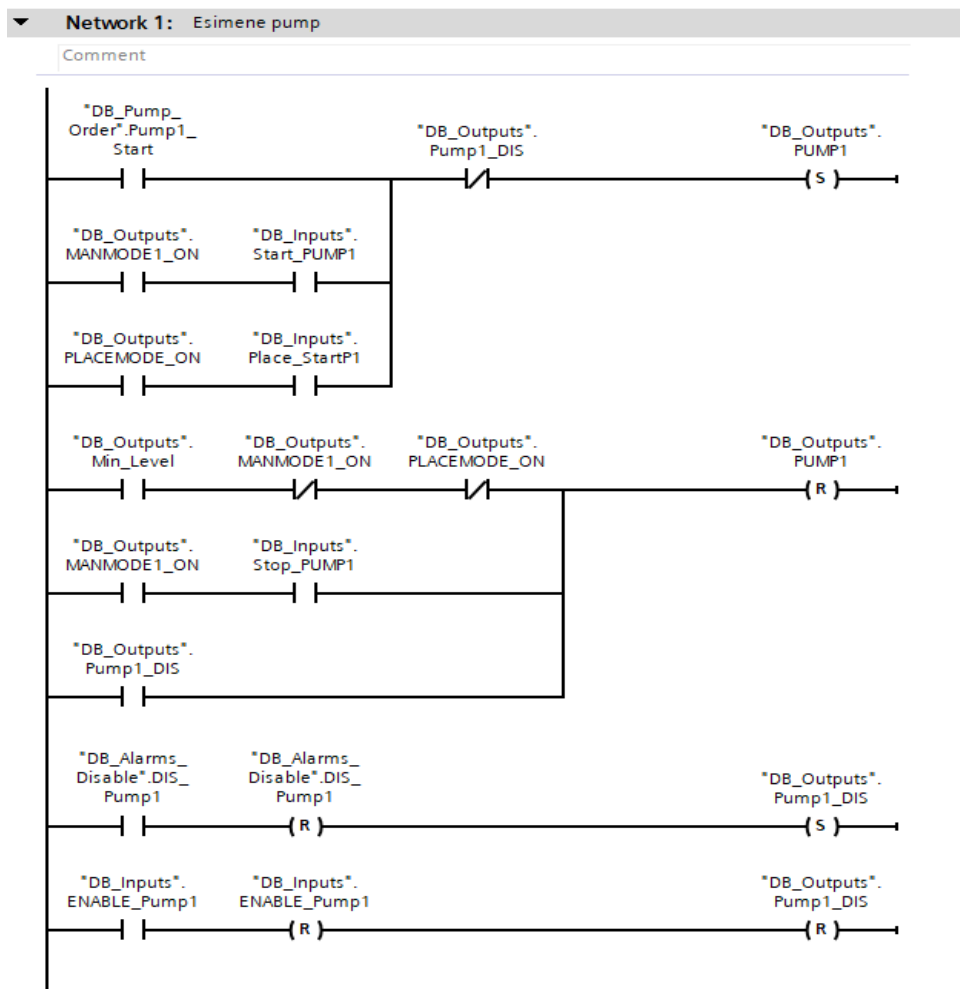 Network 1: Esimene pump
Comment
"DB_Pump_
Order".Pump1_
Start
"DB_Outputs".
Pump1_DIS
"DB_Outputs".
PUMP1
S
"DB_Outputs".
MANMODE1_ON
"DB_Inputs".
Start_PUMP1
"DB_Outputs".
PLACEMODE_ON
"DB_Inputs".
Place_StartP1
"DB_Outputs".
Min_Level
"DB_Outputs".
MANMODE1_ON
"DB_Outputs".
PLACEMODE_ON
"DB_Outputs".
PUMP1
R
"DB_Outputs".
MANMODE1_ON
"DB_Inputs".
Stop_PUMP1
"DB_Outputs".
Pump1_DIS
"DB_Alarms_
Disable".DIS_
Pump1
"DB_Alarms_
Disable".DIS_
Pump1
R
"DB_Outputs".
Pump1_DIS
S
"DB_Inputs".
ENABLE_Pump1
"DB_Inputs".
ENABLE_Pump1
R
"DB_Outputs".
Pump1_DIS
R